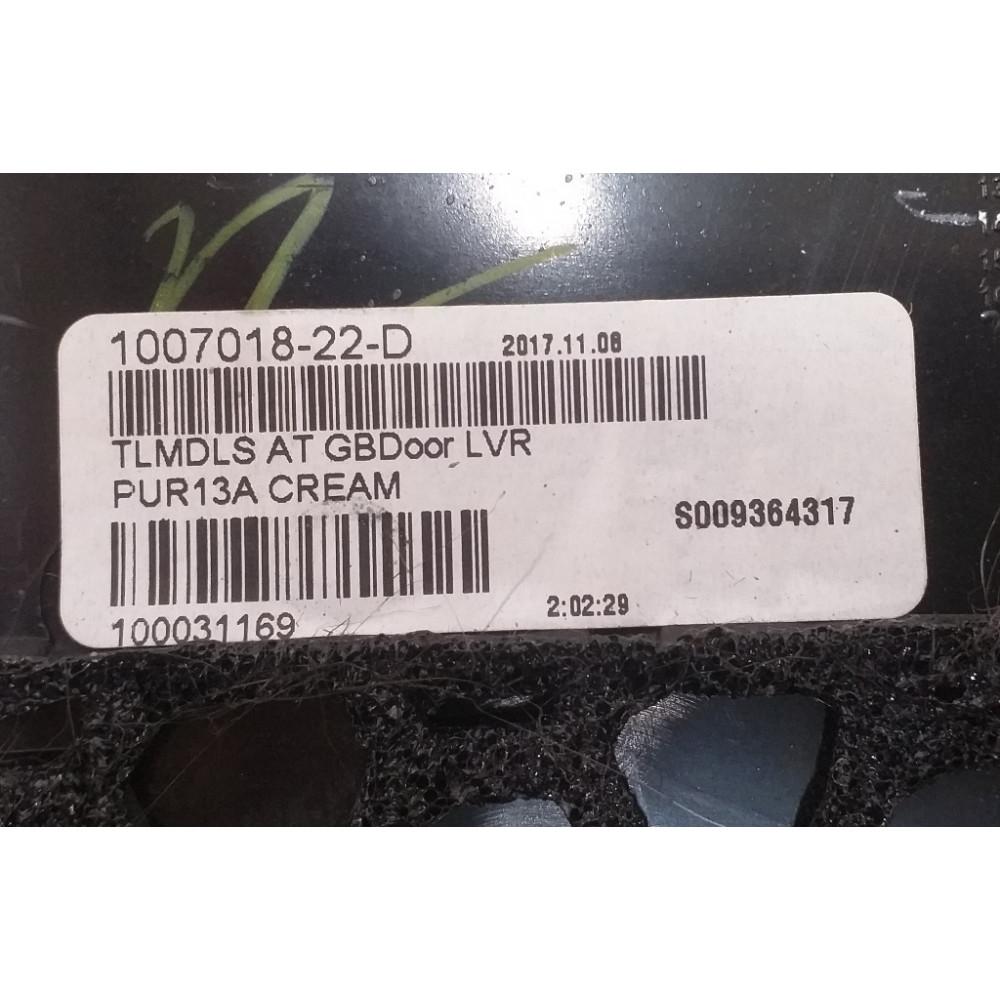 1007018-22-D 2017.11.08
TLMDLS AT GBDoor LVR
PUR13A CREAM
S009364317
100031169
2:02:29